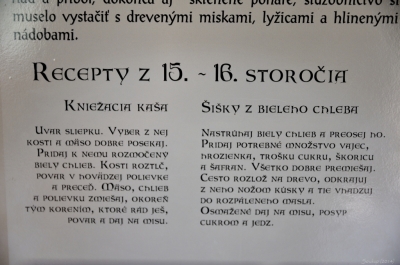 riad a príbor, dokonca aj sklenené poháre, služobníctvo si
muselo vystačiť s drevenými miskami, lyžicami a hlinenými
nádobami.
Recepty z 15. - 16. storočia
Kniežacia kaša
Uvar sliepku. Vyber z nej
kosti a mäso dobre posekaj.
Pridaj k nemu rozmočený
biely chlieb. Kosti roztlč,
povar v hovädzej polievke
a preceď. Mäso, chlieb
a polievku zmiešaj, okoreň
tým korením, ktoré rád ješ,
povar a daj na misu.
Šišky z bieleho chleba
Nastrúhaj biely chlieb a preosej ho.
Pridaj potrebné množstvo vajec,
hrozienka, trošku cukru, škoricu
a šafran. Všetko dobre premiešaj.
Cesto rozlož na drevo, odkrajuj
z neho nožom kúsky a tie vhadzuj
do rozpáleného masla.
Osmažené daj na misu, posyp
cukrom a jedz.